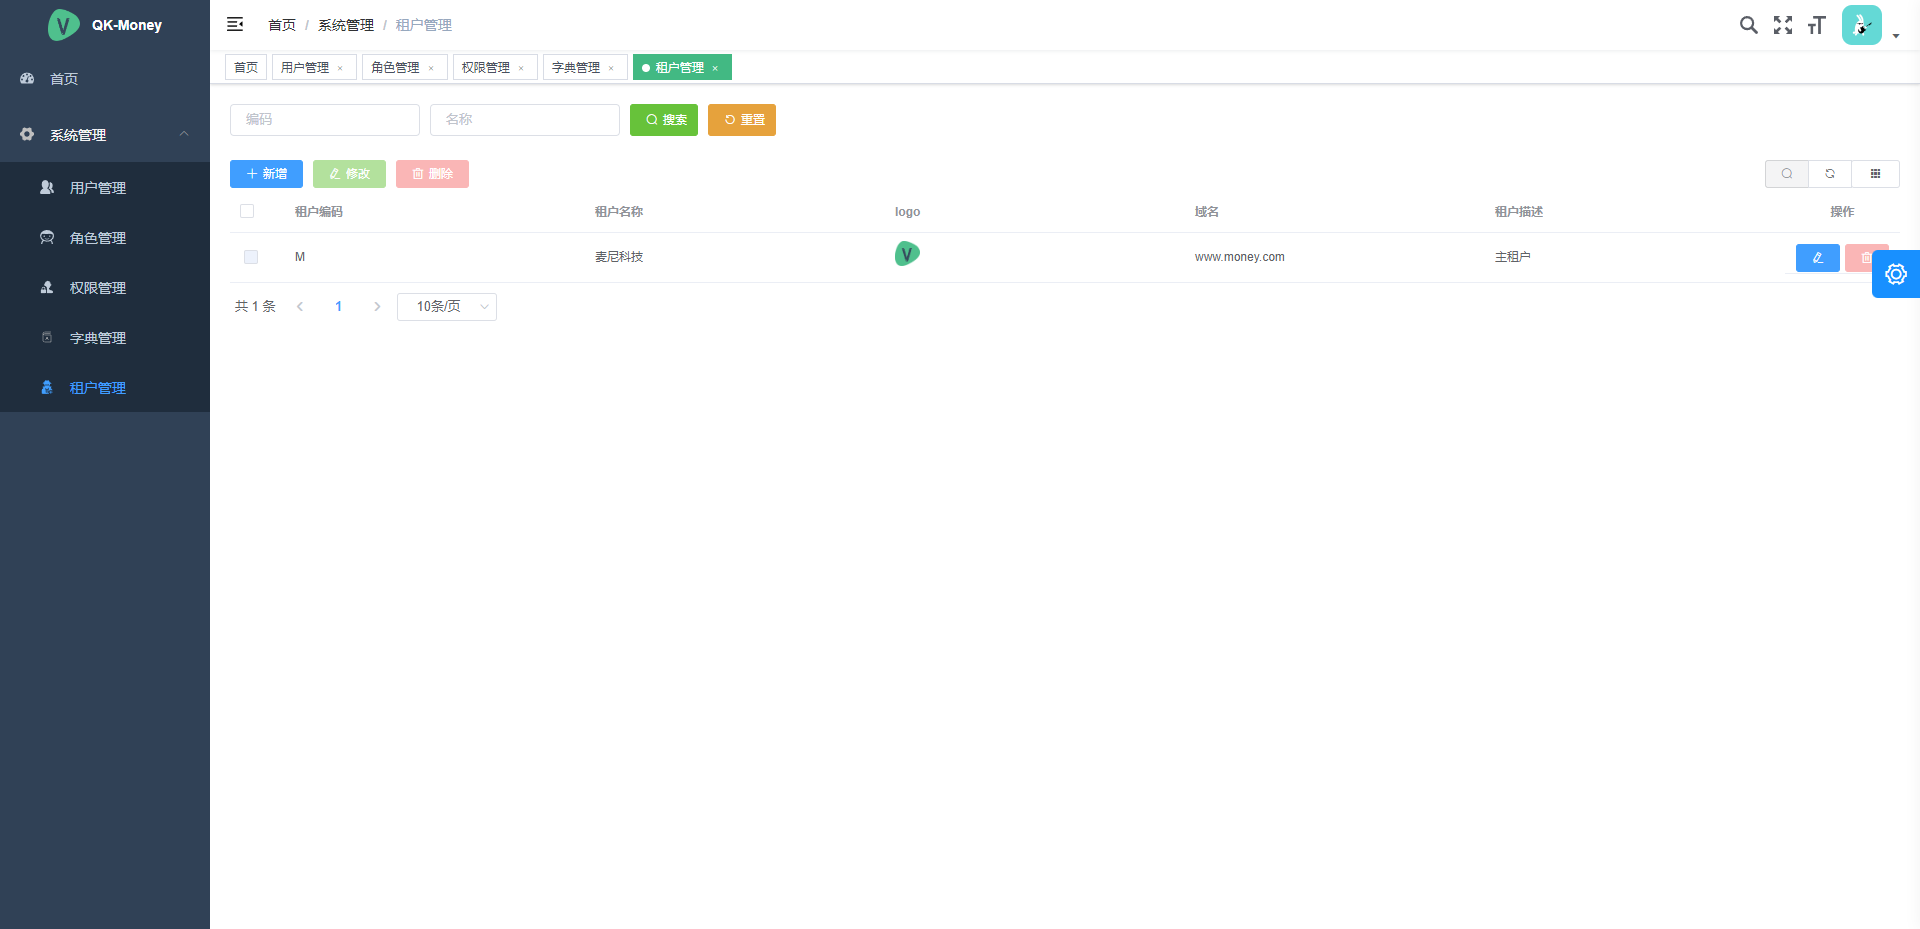 QK-Money
首页
系统管理
用户管理
角色管理
权限管理
字典管理
租户管理
首页 / 系统管理 / 租户管理
首页 用户管理 × 角色管理 × 权限管理 × 字典管理 × 租户管理 ×
编码 名称 搜索 重置
新增 修改 删除
租户编码 租户名称 logo 域名 租户描述 操作
M 麦尼科技 V www.money.com 主租户
共 1 条 1 10条/页